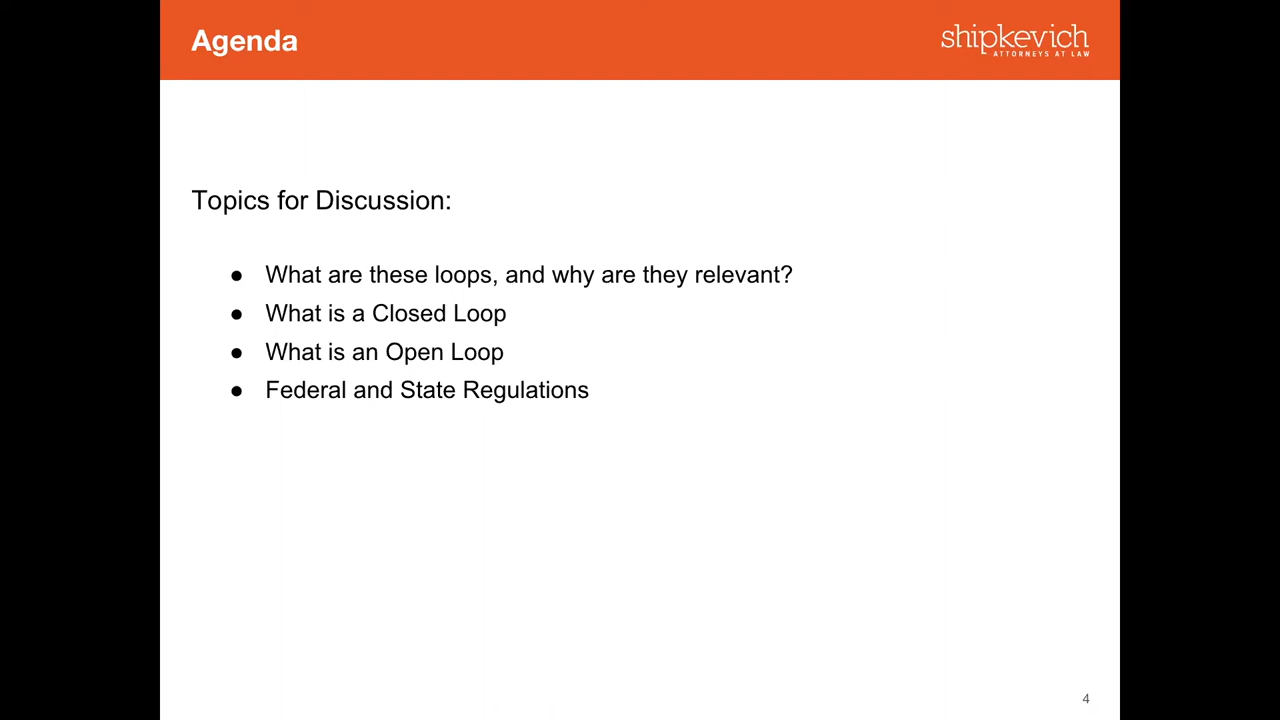 Agenda
shipkevich
ATTORNEYS AT LAW
Topics for Discussion:
● What are these loops, and why are they relevant?
● What is a Closed Loop
● What is an Open Loop
● Federal and State Regulations
4